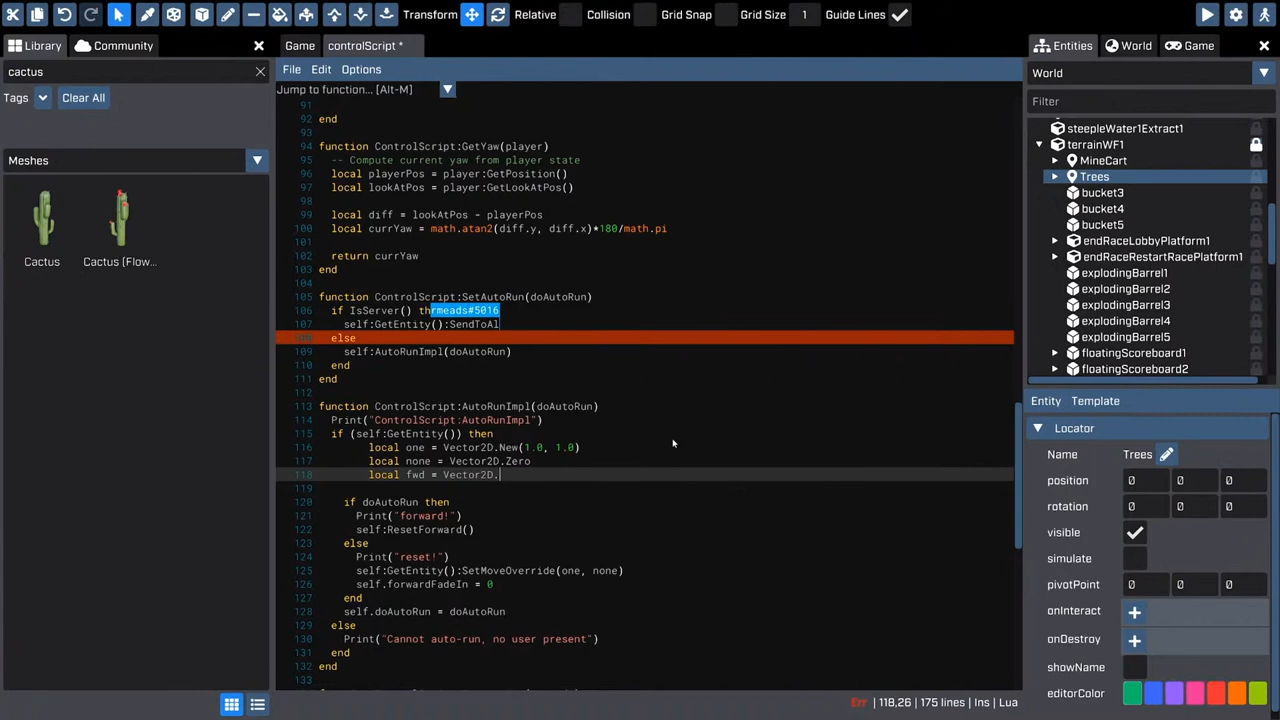 Transform Relative Collision Grid Snap Grid Size 1 Guide Lines
Library Community
cactus
Tags Clear All
Meshes
Cactus Cactus (Flow...
Game controlScript *
File Edit Options
Jump to function... [Alt-M]
91
92 end
93
94 function ControlScript:GetYaw(player)
95 -- Compute current yaw from player state
96 local playerPos = player:GetPosition()
97 local lookAtPos = player:GetLookAtPos()
98
99 local diff = lookAtPos - playerPos
100 local currYaw = math.atan2(diff.y, diff.x)*180/math.pi
101
102 return currYaw
103 end
104
105 function ControlScript:SetAutoRun(doAutoRun)
106 if IsServer() thrmeads#5016
107 self:GetEntity():SendToAl
108 else
109 self:AutoRunImpl(doAutoRun)
110 end
111 end
112
113 function ControlScript:AutoRunImpl(doAutoRun)
114 Print("ControlScript:AutoRunImpl")
115 if (self:GetEntity()) then
116 local one = Vector2D.New(1.0, 1.0)
117 local none = Vector2D.Zero
118 local fwd = Vector2D.
119
120 if doAutoRun then
121 Print("forward!")
122 self:ResetForward()
123 else
124 Print("reset!")
125 self:GetEntity():SetMoveOverride(one, none)
126 self.forwardFadeIn = 0
127 end
128 self.doAutoRun = doAutoRun
129 else
130 Print("Cannot auto-run, no user present")
131 end
132 end
133
Err | 118,26 | 175 lines | Ins | Lua
Entities World Game
World
Filter
steepleWater1Extract1
terrainWF1
MineCart
Trees
bucket3
bucket4
bucket5
endRaceLobbyPlatform1
endRaceRestartRacePlatform1
explodingBarrel1
explodingBarrel2
explodingBarrel3
explodingBarrel4
explodingBarrel5
floatingScoreboard1
floatingScoreboard2
Entity Template
Locator
Name Trees
position 0 0 0
rotation 0 0 0
visible
simulate
pivotPoint 0 0 0
onInteract
onDestroy
showName
editorColor